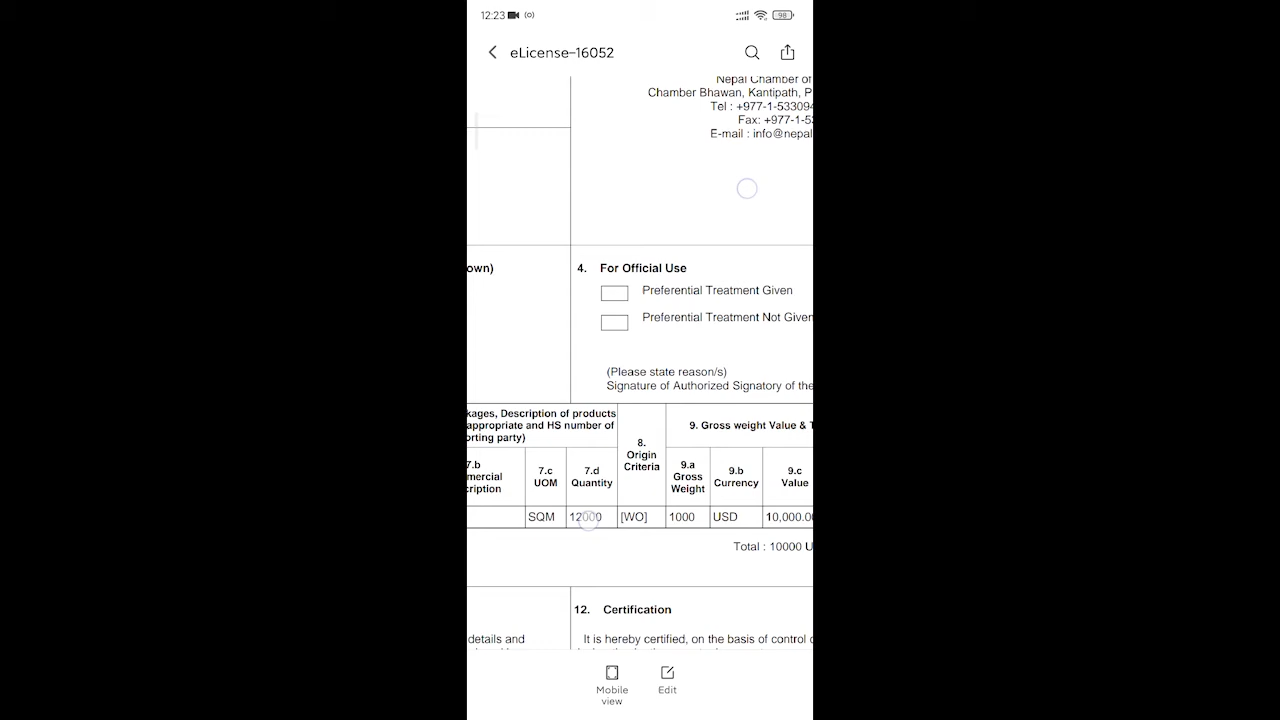 12:23
98
eLicense-16052
Nepal Chamber of
Chamber Bhawan, Kantipath, P
Tel : +977-1-53309
Fax: +977-1-5
E-mail : info@nepal
own)
4. For Official Use
Preferential Treatment Given
Preferential Treatment Not Given
(Please state reason/s)
Signature of Authorized Signatory of the
kages, Description of products
appropriate and HS number of
orting party)
8.
Origin
Criteria
9. Gross weight Value & T
7.b
mercial
cription
7.c
UOM
7.d
Quantity
9.a
Gross
Weight
9.b
Currency
9.c
Value
SQM 12000 [WO] 1000 USD 10,000.0
Total : 10000 U
12. Certification
details and
It is hereby certified, on the basis of control
Mobile
view
Edit